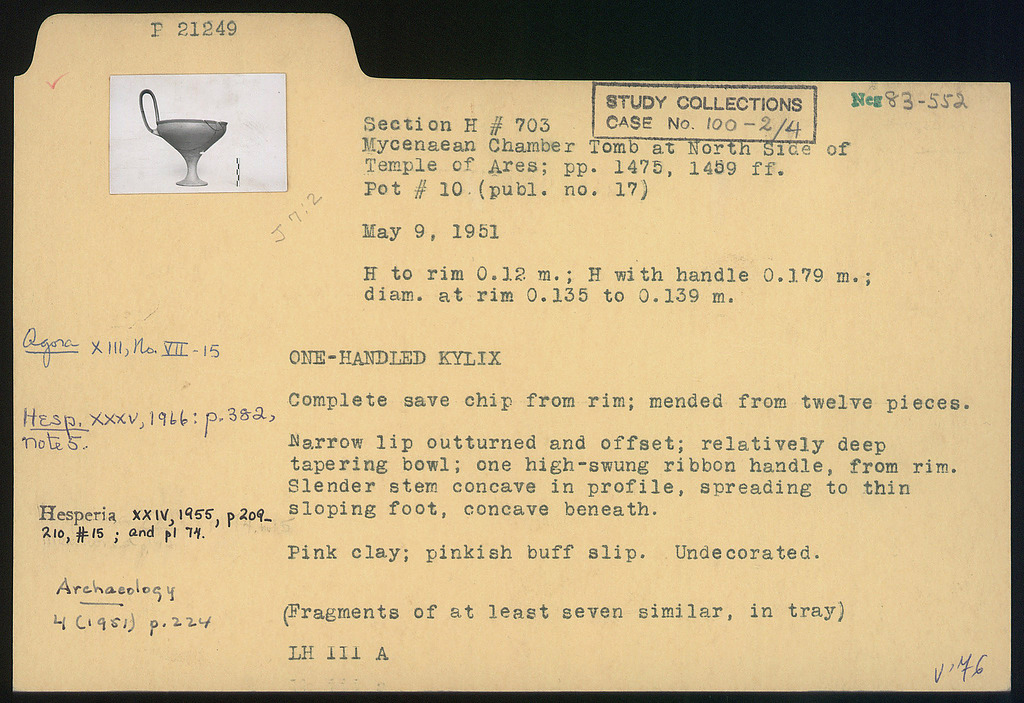 P 21249
STUDY COLLECTIONS
CASE No. 100-2/4
Neg 83-552
Section H # 703
Mycenaean Chamber Tomb at North Side of
Temple of Ares; pp. 1475, 1459 ff.
Pot # 10 (publ. no. 17)
J 7:2
May 9, 1951
H to rim 0.12 m.; H with handle 0.179 m.;
diam. at rim 0.135 to 0.139 m.
Agora XIII, No. VII-15
ONE-HANDLED KYLIX
Complete save chip from rim; mended from twelve pieces.
Hesp. XXXV, 1966: p. 382,
note 5.
Narrow lip outturned and offset; relatively deep
tapering bowl; one high-swung ribbon handle, from rim.
Slender stem concave in profile, spreading to thin
sloping foot, concave beneath.
Hesperia XXIV, 1955, p 209-
210, #15 ; and pl 74.
Pink clay; pinkish buff slip. Undecorated.
Archaeology
4 (1951) p. 224
(Fragments of at least seven similar, in tray)
LH III A
V '76